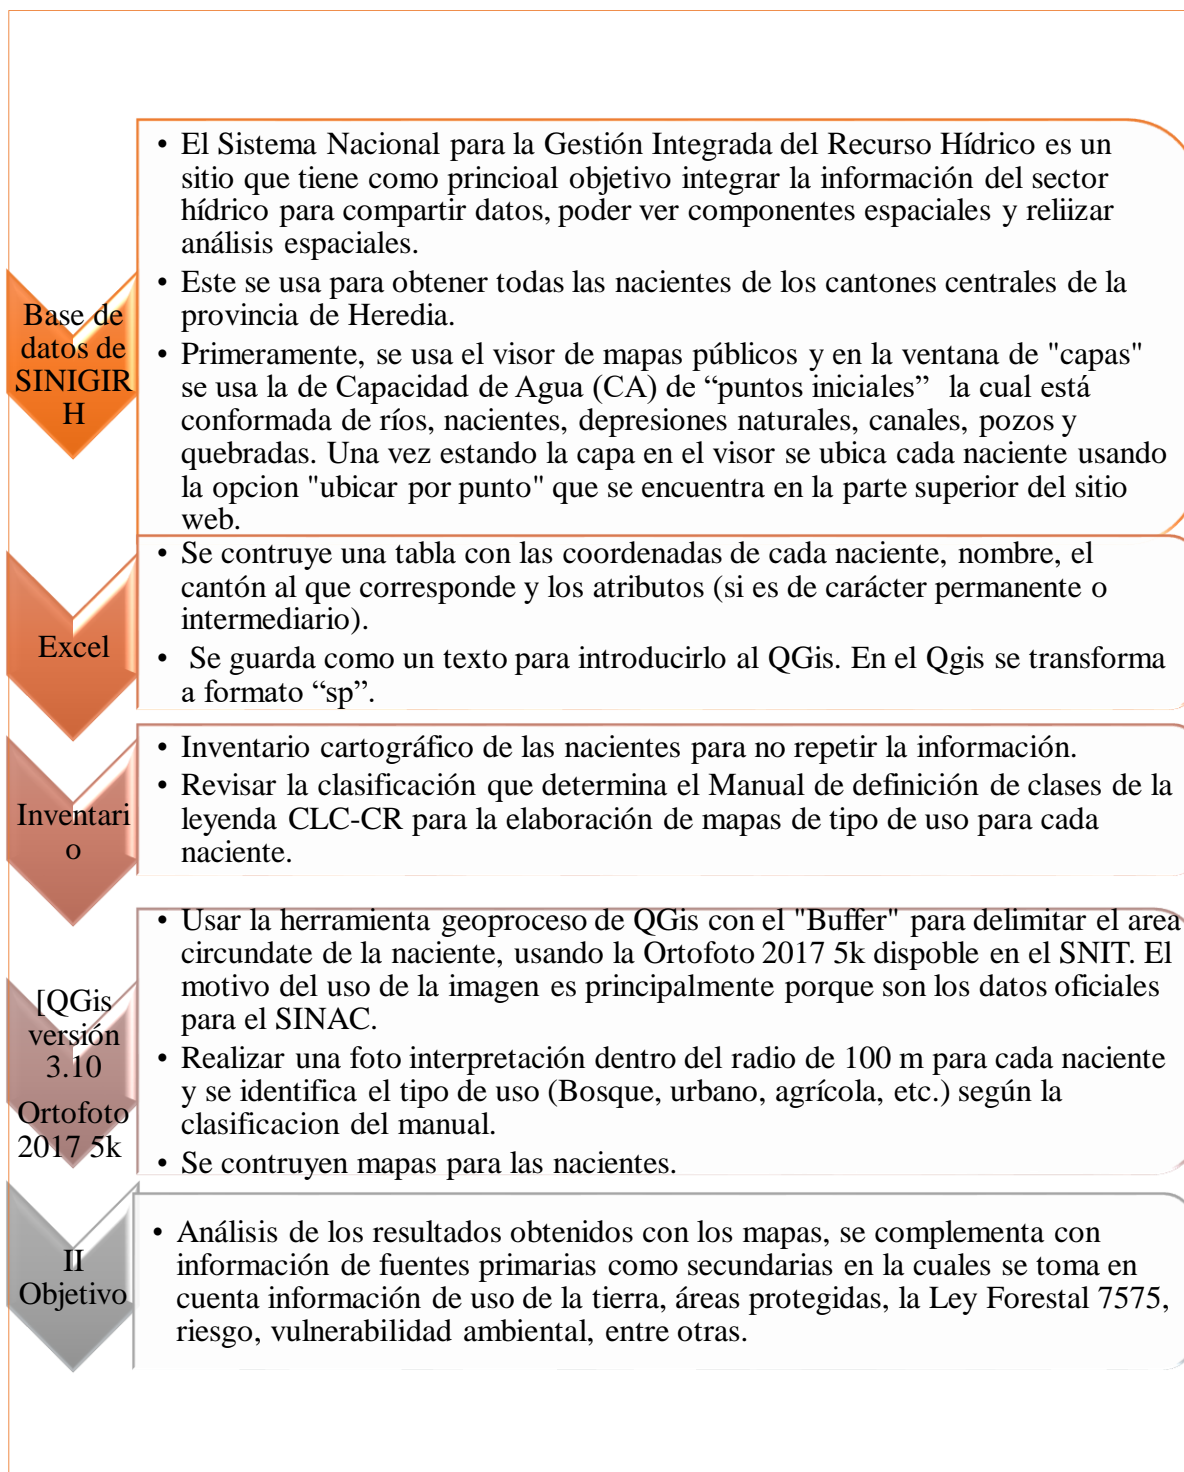 Base de
datos de
SINIGIR
H
• El Sistema Nacional para la Gestión Integrada del Recurso Hídrico es un
sitio que tiene como princioal objetivo integrar la información del sector
hídrico para compartir datos, poder ver componentes espaciales y reliizar
análisis espaciales.
• Este se usa para obtener todas las nacientes de los cantones centrales de la
provincia de Heredia.
• Primeramente, se usa el visor de mapas públicos y en la ventana de "capas"
se usa la de Capacidad de Agua (CA) de “puntos iniciales” la cual está
conformada de ríos, nacientes, depresiones naturales, canales, pozos y
quebradas. Una vez estando la capa en el visor se ubica cada naciente usando
la opcion "ubicar por punto" que se encuentra en la parte superior del sitio
web.
Excel
• Se contruye una tabla con las coordenadas de cada naciente, nombre, el
cantón al que corresponde y los atributos (si es de carácter permanente o
intermediario).
• Se guarda como un texto para introducirlo al QGis. En el Qgis se transforma
a formato “sp”.
Inventari
o
• Inventario cartográfico de las nacientes para no repetir la información.
• Revisar la clasificación que determina el Manual de definición de clases de la
leyenda CLC-CR para la elaboración de mapas de tipo de uso para cada
naciente.
[QGis
versión
3.10
Ortofoto
2017 5k
• Usar la herramienta geoproceso de QGis con el "Buffer" para delimitar el area
circundate de la naciente, usando la Ortofoto 2017 5k dispoble en el SNIT. El
motivo del uso de la imagen es principalmente porque son los datos oficiales
para el SINAC.
• Realizar una foto interpretación dentro del radio de 100 m para cada naciente
y se identifica el tipo de uso (Bosque, urbano, agrícola, etc.) según la
clasificacion del manual.
• Se contruyen mapas para las nacientes.
II
Objetivo
• Análisis de los resultados obtenidos con los mapas, se complementa con
información de fuentes primarias como secundarias en la cuales se toma en
cuenta información de uso de la tierra, áreas protegidas, la Ley Forestal 7575,
riesgo, vulnerabilidad ambiental, entre otras.